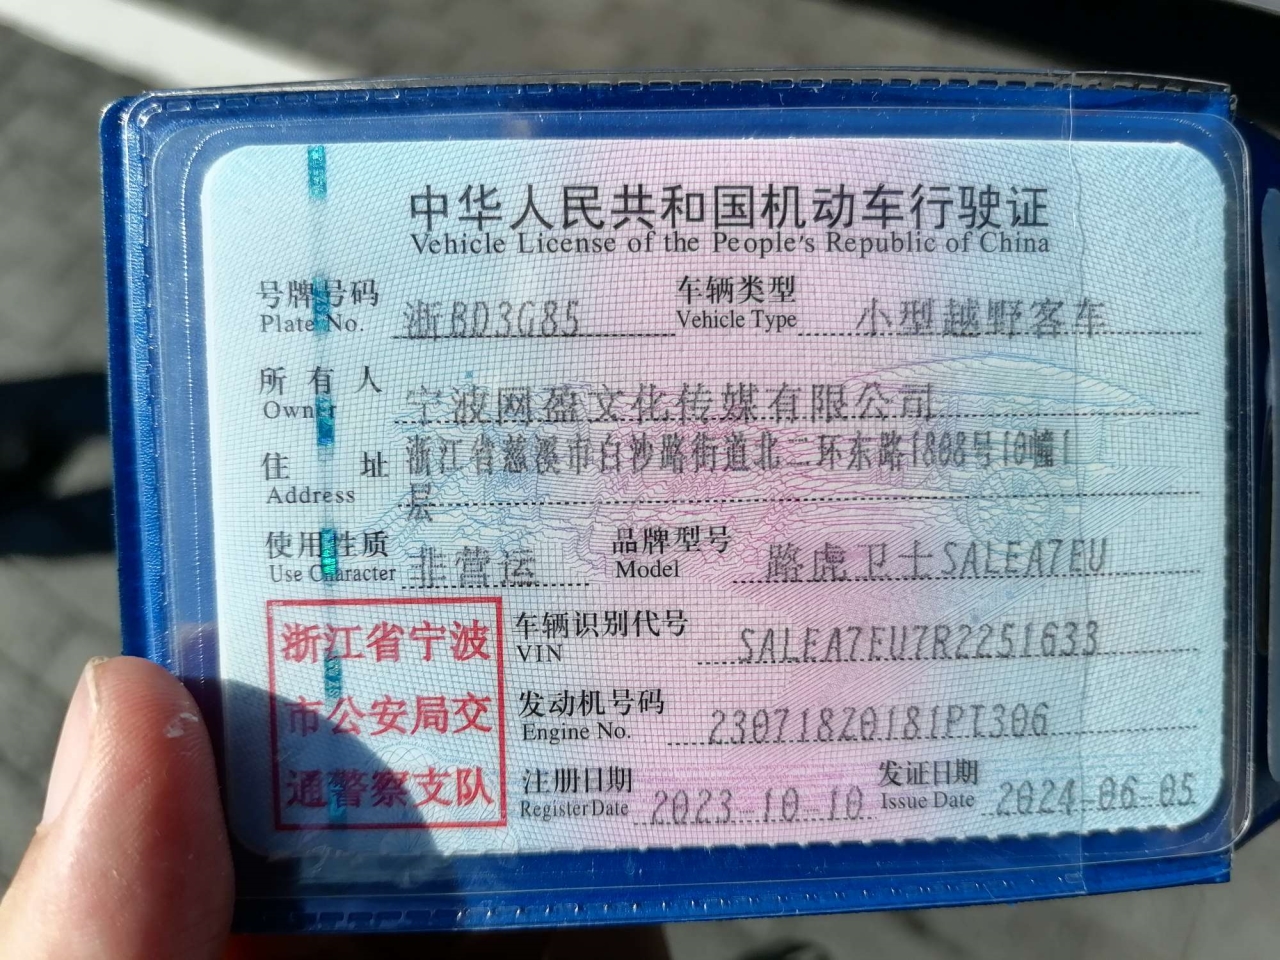 中华人民共和国机动车行驶证
Vehicle License of the People's Republic of China
号牌号码 浙BD3G85 车辆类型 小型越野客车
Plate No. Vehicle Type
所有人 宁波网盈文化传媒有限公司
Owner
住址 浙江省慈溪市白沙路街道北二环东路1808号10幢1
Address 层
使用性质 非营运 品牌型号 路虎卫士SALEA7EU
Use Character Model
浙江省宁波
市公安局交
通警察支队
车辆识别代号 SALEA7EU7R2251633
VIN
发动机号码 230718Z0181PT306
Engine No.
注册日期 2023-10-10 发证日期 2024-06-05
Register Date Issue Date